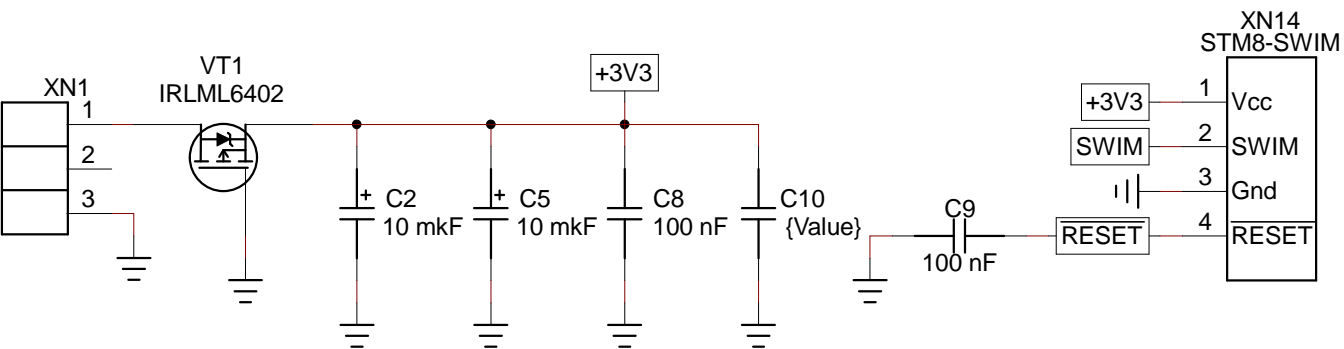 XN1
1
2
3
VT1
IRLML6402
+3V3
+ C2
10 mkF
+ C5
10 mkF
C8
100 nF
C10
{Value}
C9
100 nF
XN14
STM8-SWIM
+3V3 1 Vcc
SWIM 2 SWIM
3 Gnd
RESET 4 RESET